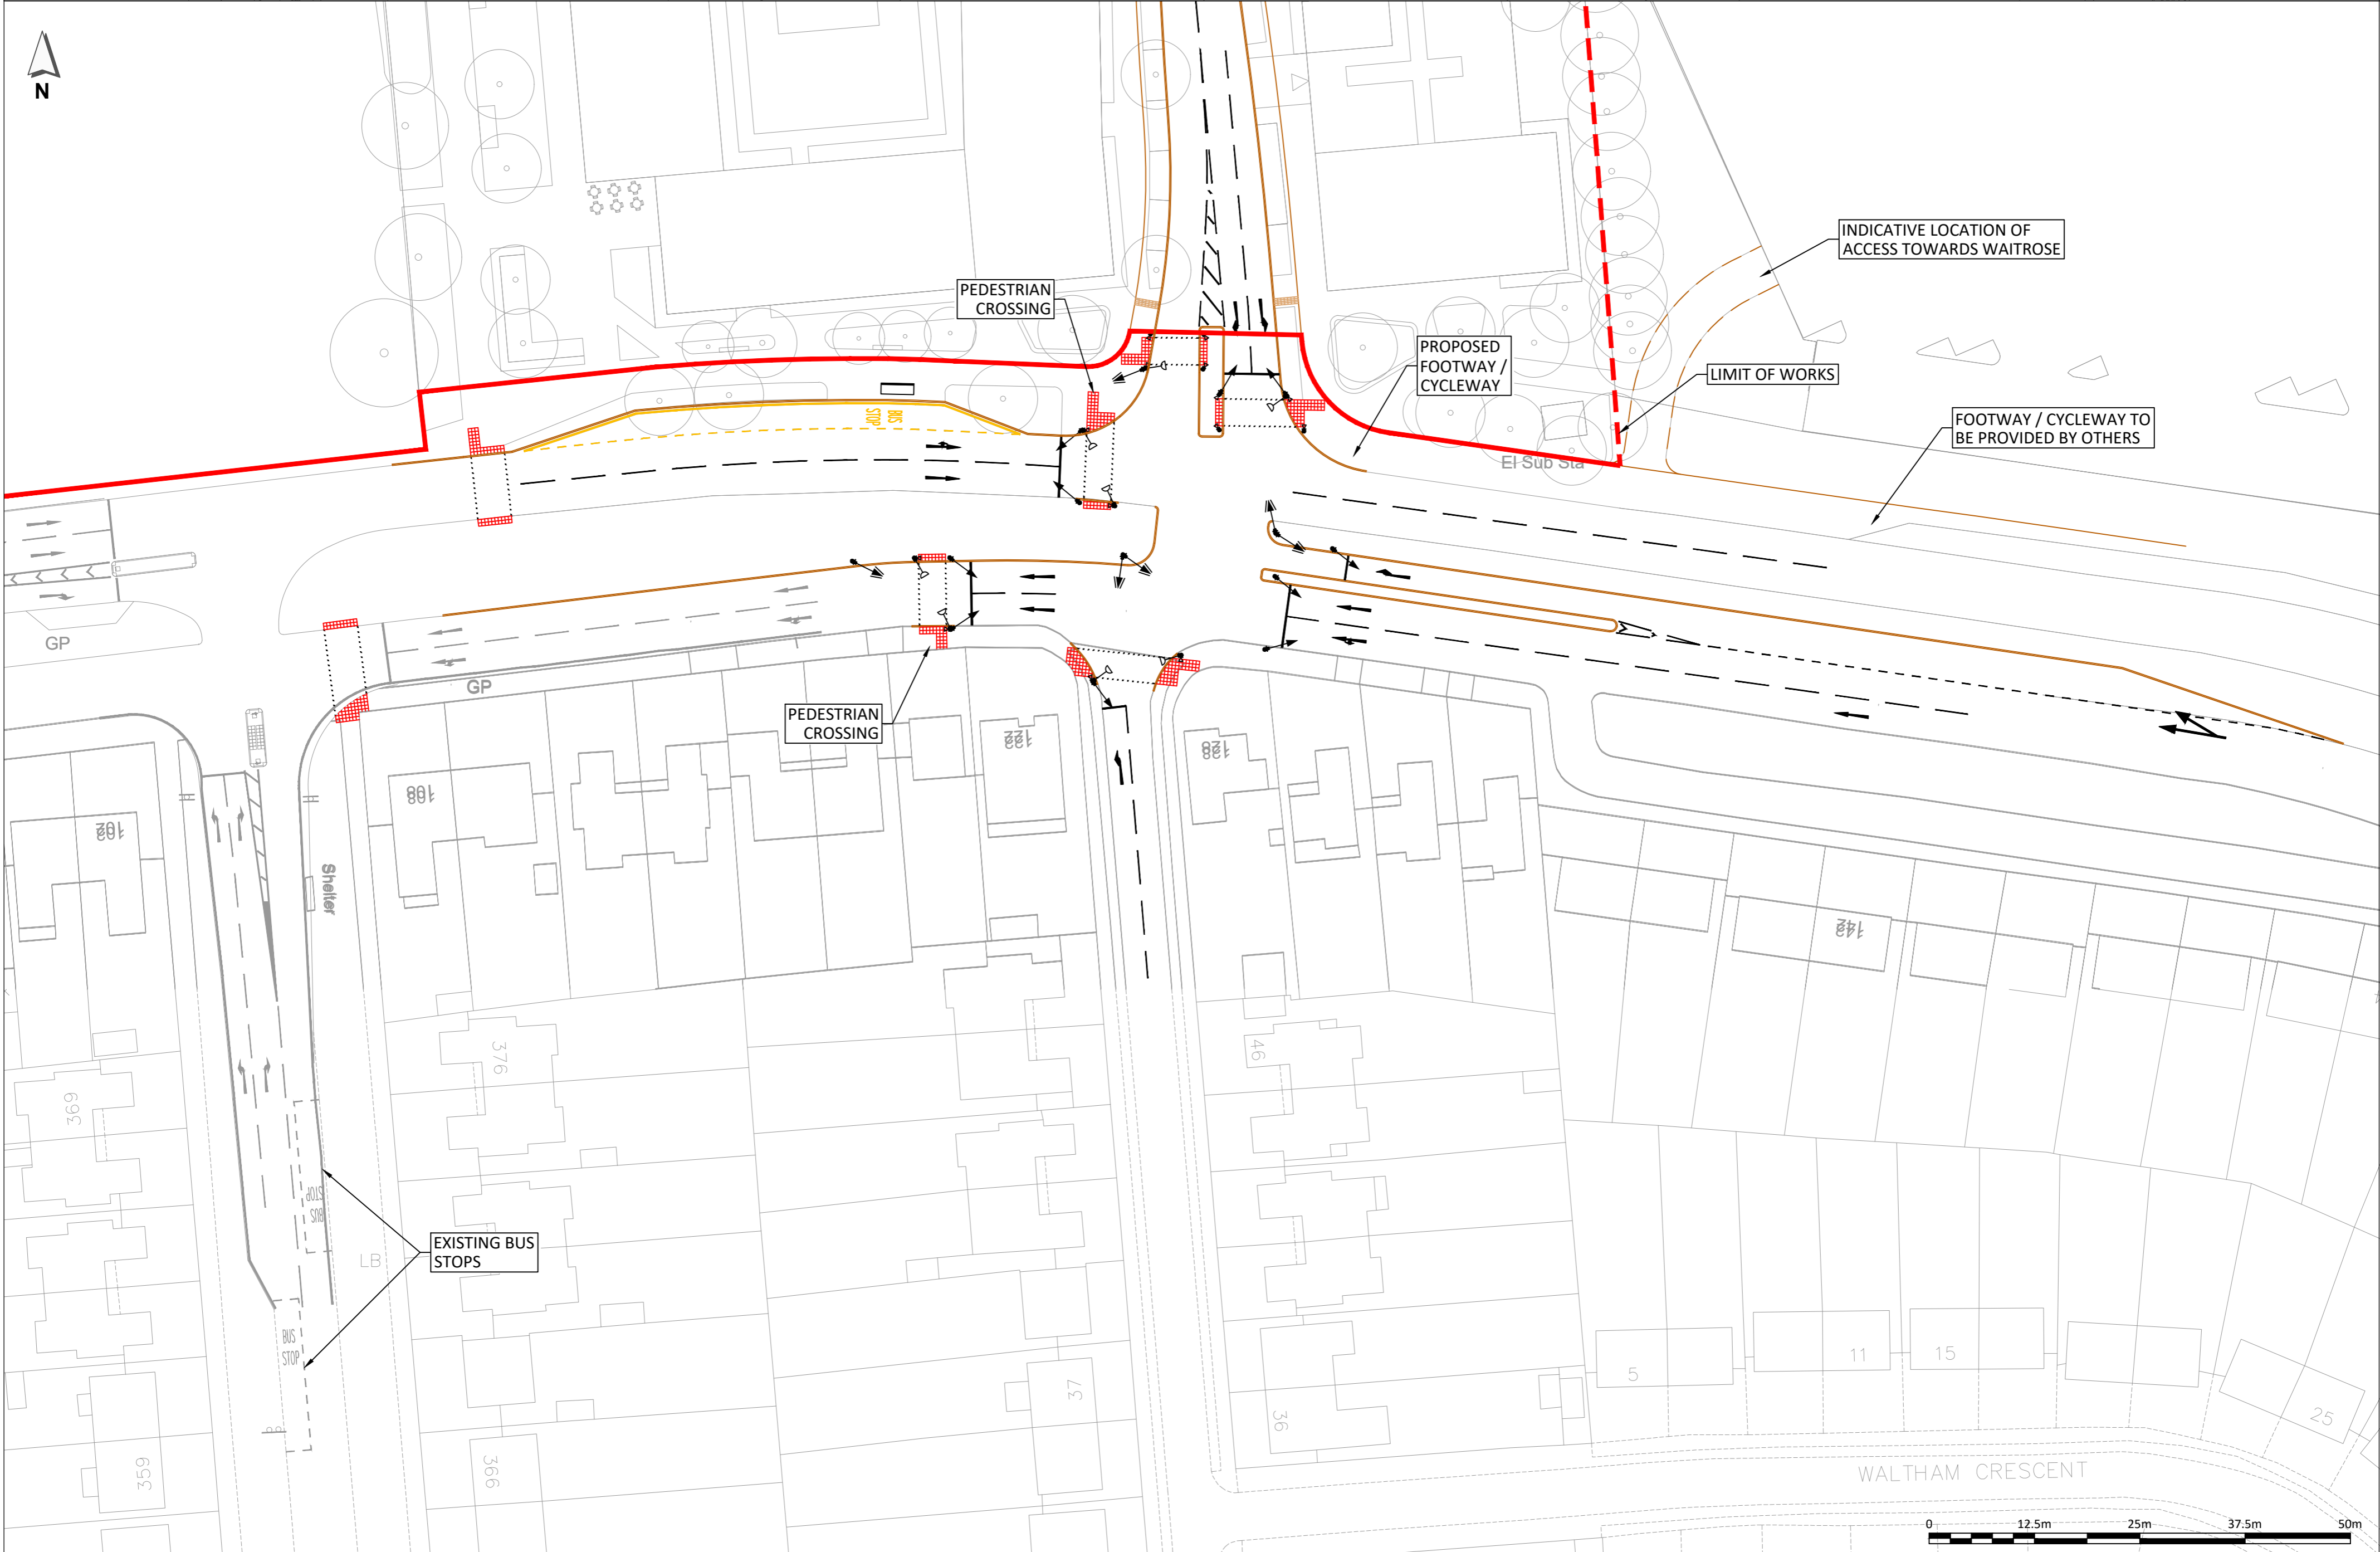 N
INDICATIVE LOCATION OF
ACCESS TOWARDS WAITROSE
PEDESTRIAN
CROSSING
PROPOSED
FOOTWAY /
CYCLEWAY
LIMIT OF WORKS
FOOTWAY / CYCLEWAY TO
BE PROVIDED BY OTHERS
BUS
STOP
El Sub Sta
GP
GP
PEDESTRIAN
CROSSING
122
128
108
102
Shelter
142
376
46
369
BUS
STOP
EXISTING BUS
STOPS
LB
BUS
STOP
5
11
15
37
36
25
359
366
WALTHAM CRESCENT
0
12.5m
25m
37.5m
50m